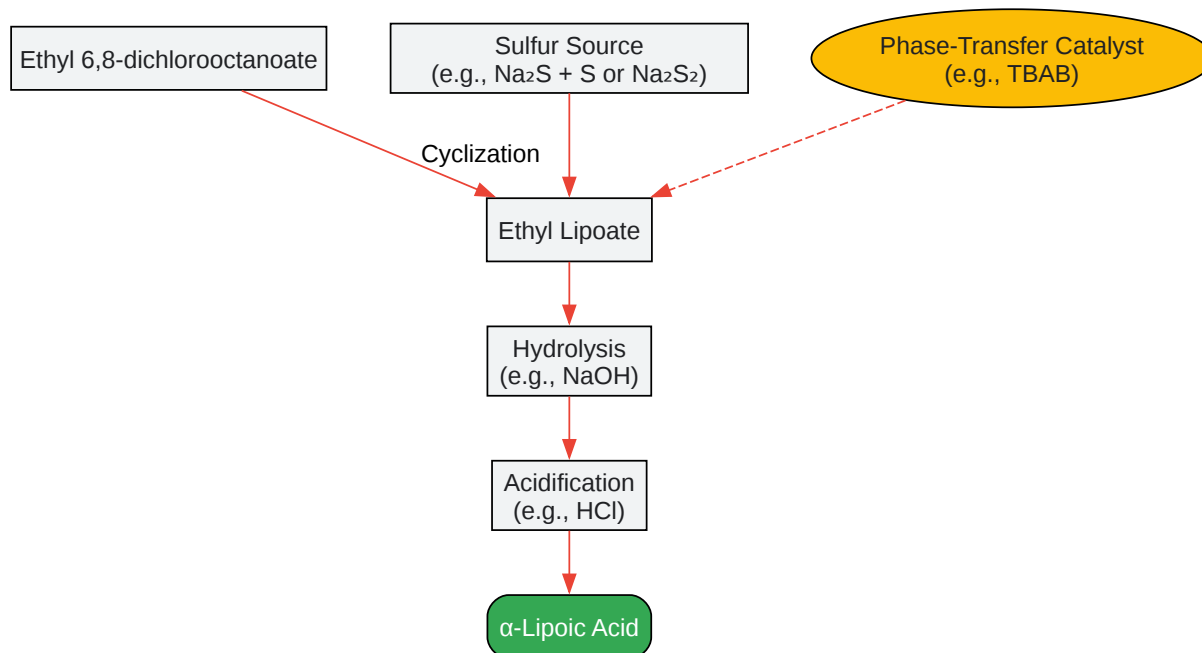 Ethyl 6,8-dichlorooctanoate
Sulfur Source
(e.g., Na₂S + S or Na₂S₂)
Phase-Transfer Catalyst
(e.g., TBAB)
Cyclization
Ethyl Lipoate
Hydrolysis
(e.g., NaOH)
Acidification
(e.g., HCl)
α-Lipoic Acid